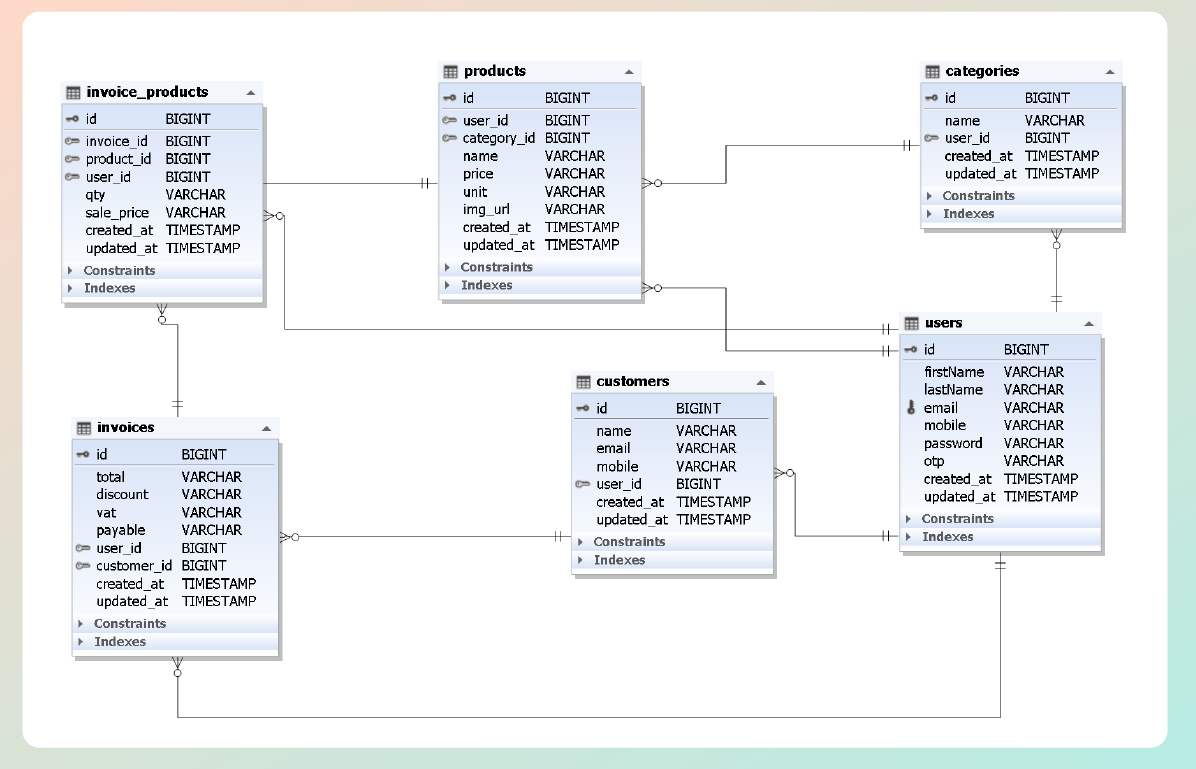 invoice_products
id BIGINT
invoice_id BIGINT
product_id BIGINT
user_id BIGINT
qty VARCHAR
sale_price VARCHAR
created_at TIMESTAMP
updated_at TIMESTAMP
Constraints
Indexes
products
id BIGINT
user_id BIGINT
category_id BIGINT
name VARCHAR
price VARCHAR
unit VARCHAR
img_url VARCHAR
created_at TIMESTAMP
updated_at TIMESTAMP
Constraints
Indexes
categories
id BIGINT
name VARCHAR
user_id BIGINT
created_at TIMESTAMP
updated_at TIMESTAMP
Constraints
Indexes
invoices
id BIGINT
total VARCHAR
discount VARCHAR
vat VARCHAR
payable VARCHAR
user_id BIGINT
customer_id BIGINT
created_at TIMESTAMP
updated_at TIMESTAMP
Constraints
Indexes
customers
id BIGINT
name VARCHAR
email VARCHAR
mobile VARCHAR
user_id BIGINT
created_at TIMESTAMP
updated_at TIMESTAMP
Constraints
Indexes
users
id BIGINT
firstName VARCHAR
lastName VARCHAR
email VARCHAR
mobile VARCHAR
password VARCHAR
otp VARCHAR
created_at TIMESTAMP
updated_at TIMESTAMP
Constraints
Indexes